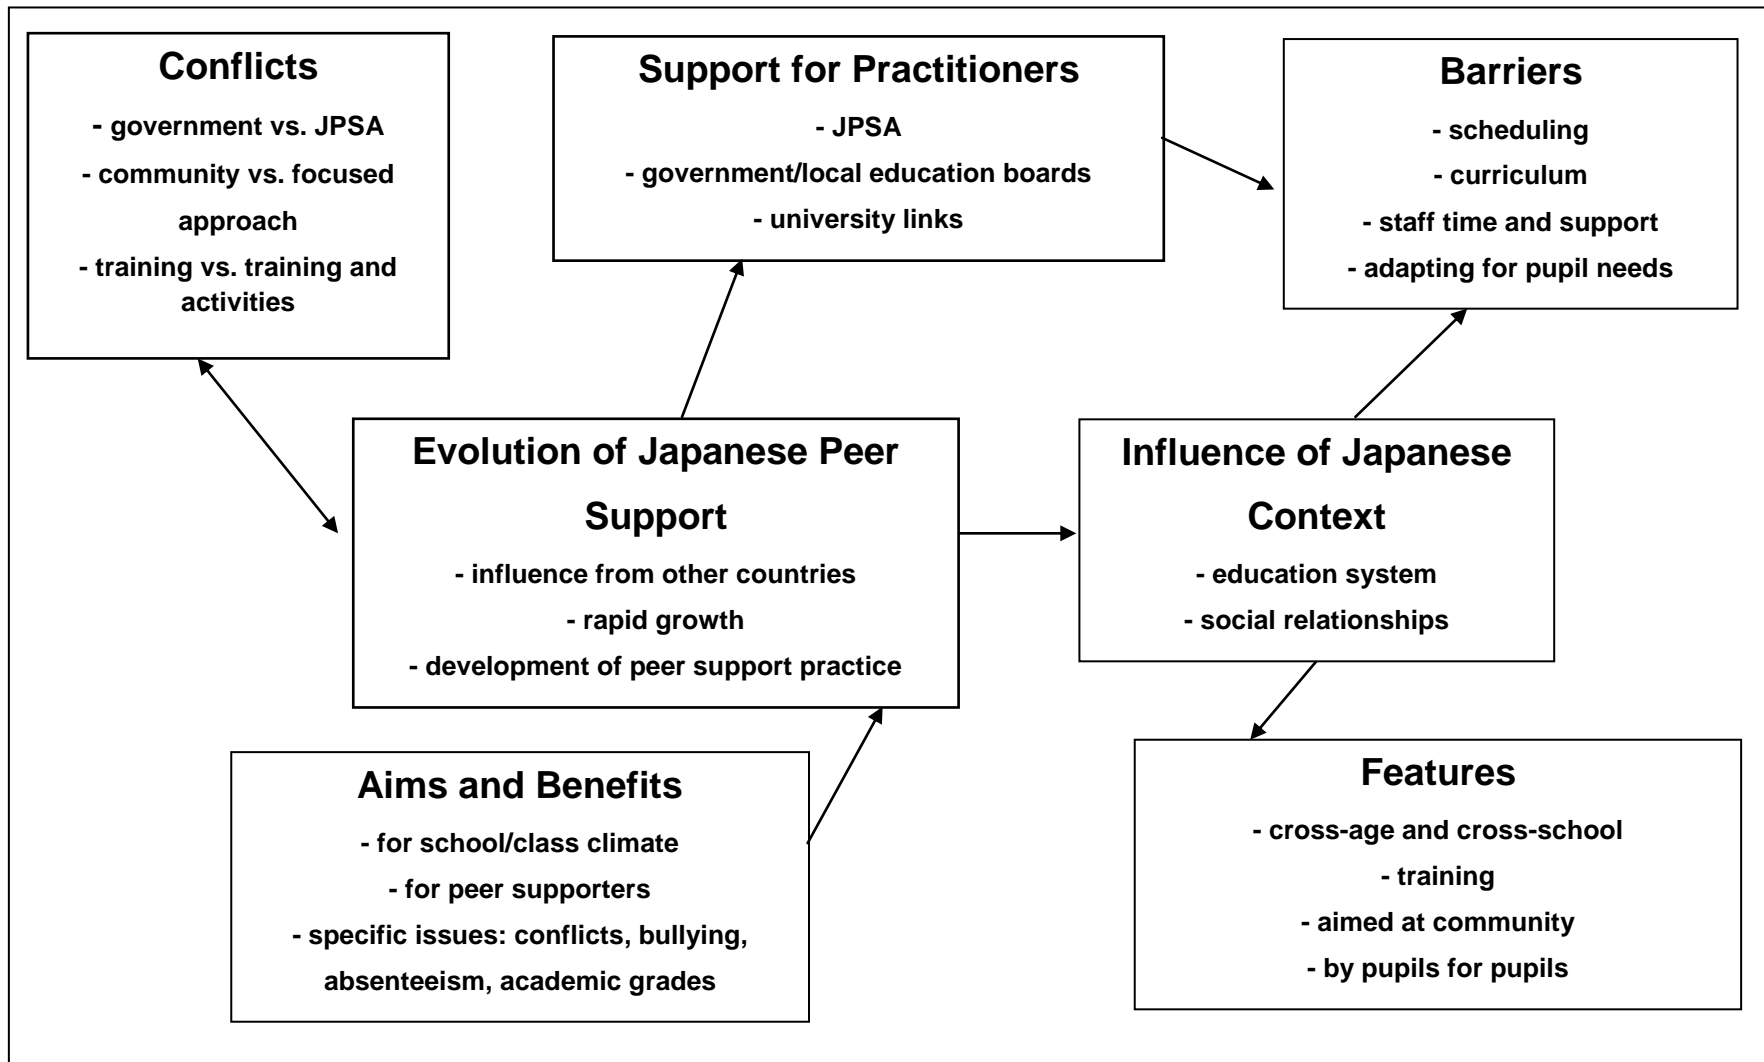 Conflicts
- government vs. JPSA
- community vs. focused
approach
- training vs. training and
activities
Support for Practitioners
- JPSA
- government/local education boards
- university links
Barriers
- scheduling
- curriculum
- staff time and support
- adapting for pupil needs
Evolution of Japanese Peer
Support
- influence from other countries
- rapid growth
- development of peer support practice
Influence of Japanese
Context
- education system
- social relationships
Aims and Benefits
- for school/class climate
- for peer supporters
- specific issues: conflicts, bullying,
absenteeism, academic grades
Features
- cross-age and cross-school
- training
- aimed at community
- by pupils for pupils